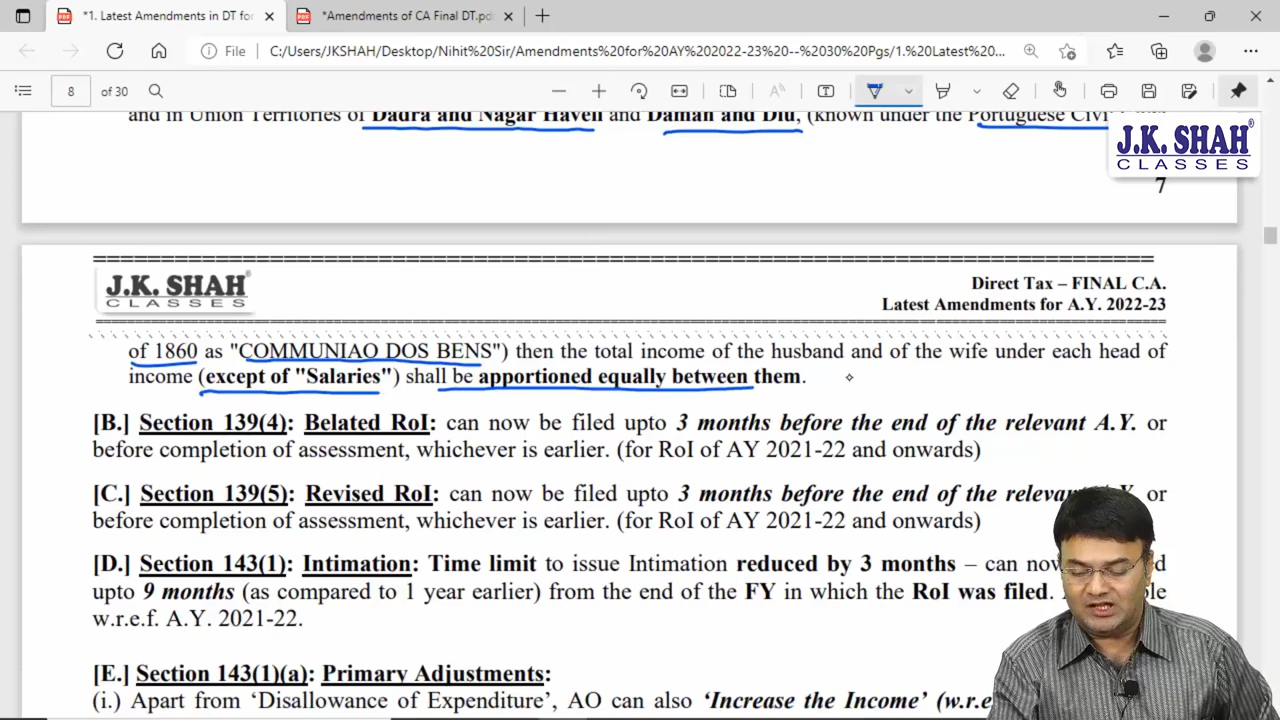 *1. Latest Amendments in DT for
*Amendments of CA Final DT.pd
File
C:/Users/JKSHAH/Desktop/Nihit%20Sir/Amendments%20for%20AY%202022-23%20--%2030%20Pgs/1.%20Latest%20...
8 of 30
and in Union Territories of Dadra and Nagar Haveli and Daman and Diu, (known under the Portuguese Civil
J.K. SHAH®
CLASSES
7
J.K. SHAH®
CLASSES
Direct Tax – FINAL C.A.
Latest Amendments for A.Y. 2022-23
of 1860 as "COMMUNIAO DOS BENS") then the total income of the husband and of the wife under each head of
income (except of "Salaries") shall be apportioned equally between them.
[B.] Section 139(4): Belated RoI: can now be filed upto 3 months before the end of the relevant A.Y. or
before completion of assessment, whichever is earlier. (for RoI of AY 2021-22 and onwards)
[C.] Section 139(5): Revised RoI: can now be filed upto 3 months before the end of the relevant A.Y. or
before completion of assessment, whichever is earlier. (for RoI of AY 2021-22 and onwards)
[D.] Section 143(1): Intimation: Time limit to issue Intimation reduced by 3 months – can now
upto 9 months (as compared to 1 year earlier) from the end of the FY in which the RoI was filed.
w.r.e.f. A.Y. 2021-22.
[E.] Section 143(1)(a): Primary Adjustments:
(i.) Apart from ‘Disallowance of Expenditure’, AO can also ‘Increase the Income’ (w.r.e.